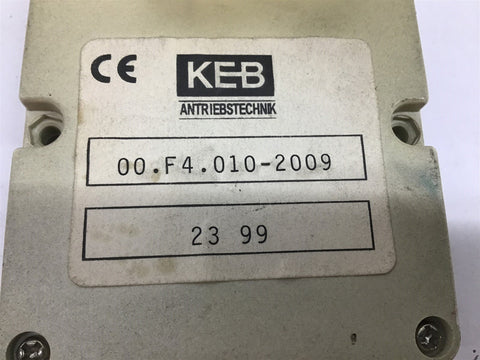 CE
KEB
ANTRIEBSTECHNIK
00.F4.010-2009
23 99